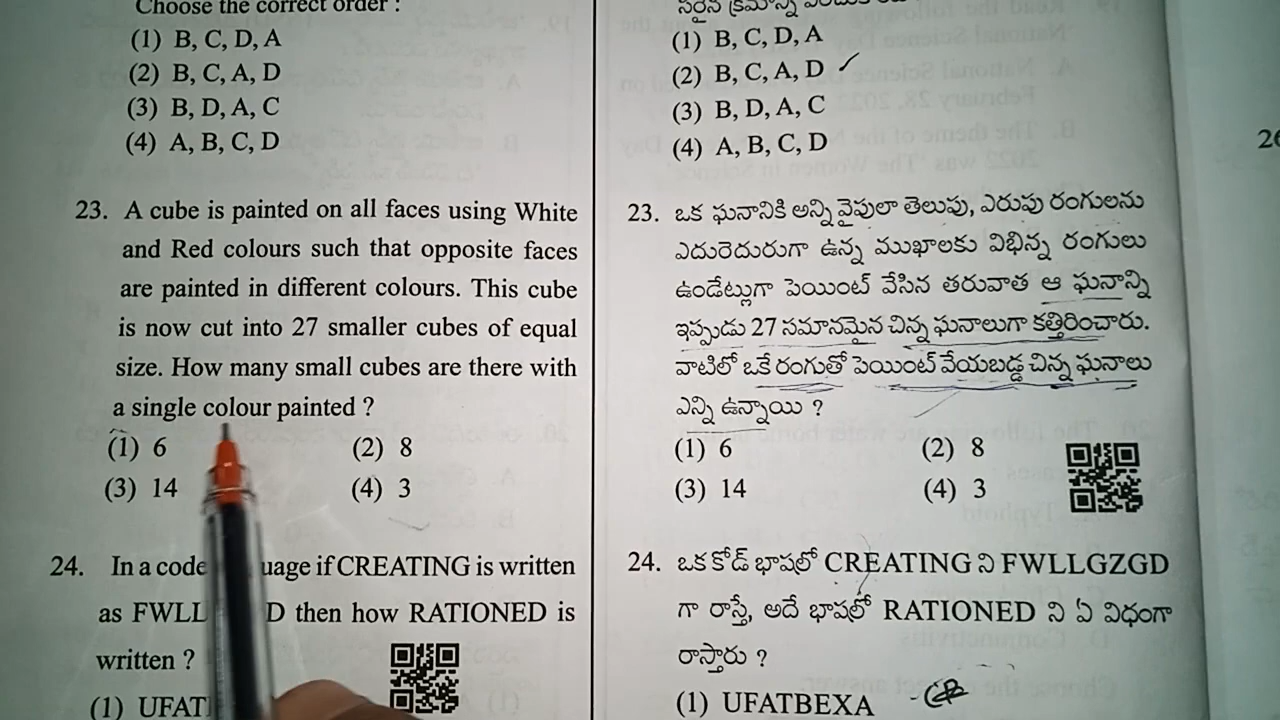 Choose the correct order :
(1) B, C, D, A
(2) B, C, A, D
(3) B, D, A, C
(4) A, B, C, D
23. A cube is painted on all faces using White
and Red colours such that opposite faces
are painted in different colours. This cube
is now cut into 27 smaller cubes of equal
size. How many small cubes are there with
a single colour painted ?
(1) 6 (2) 8
(3) 14 (4) 3
24. In a code if CREATING is written
as FWLL D then how RATIONED is
written ?
(1) UFAT
సరైన
(1) B, C, D, A
(2) B, C, A, D ✓
(3) B, D, A, C
(4) A, B, C, D
23. ఒక ఘనానికి అన్ని వైపులా తెలుపు, ఎరుపు రంగులను
ఎదురెదురుగా ఉన్న ముఖాలకు విభిన్న రంగులు
ఉండేట్లుగా పెయింట్ వేసిన తరువాత ఆ ఘనాన్ని
ఇప్పుడు 27 సమానమైన చిన్న ఘనాలుగా కత్తిరించారు.
వాటిలో ఒకే రంగుతో పెయింట్ వేయబడ్డ చిన్న ఘనాలు
ఎన్ని ఉన్నాయి ?
(1) 6 (2) 8
(3) 14 (4) 3
24. ఒక కోడ్ భాషలో CREATING ని FWLLGZGD
గా రాస్తే, అదే భాషలో RATIONED ని ఏ విధంగా
రాస్తారు ?
(1) UFATBEXA